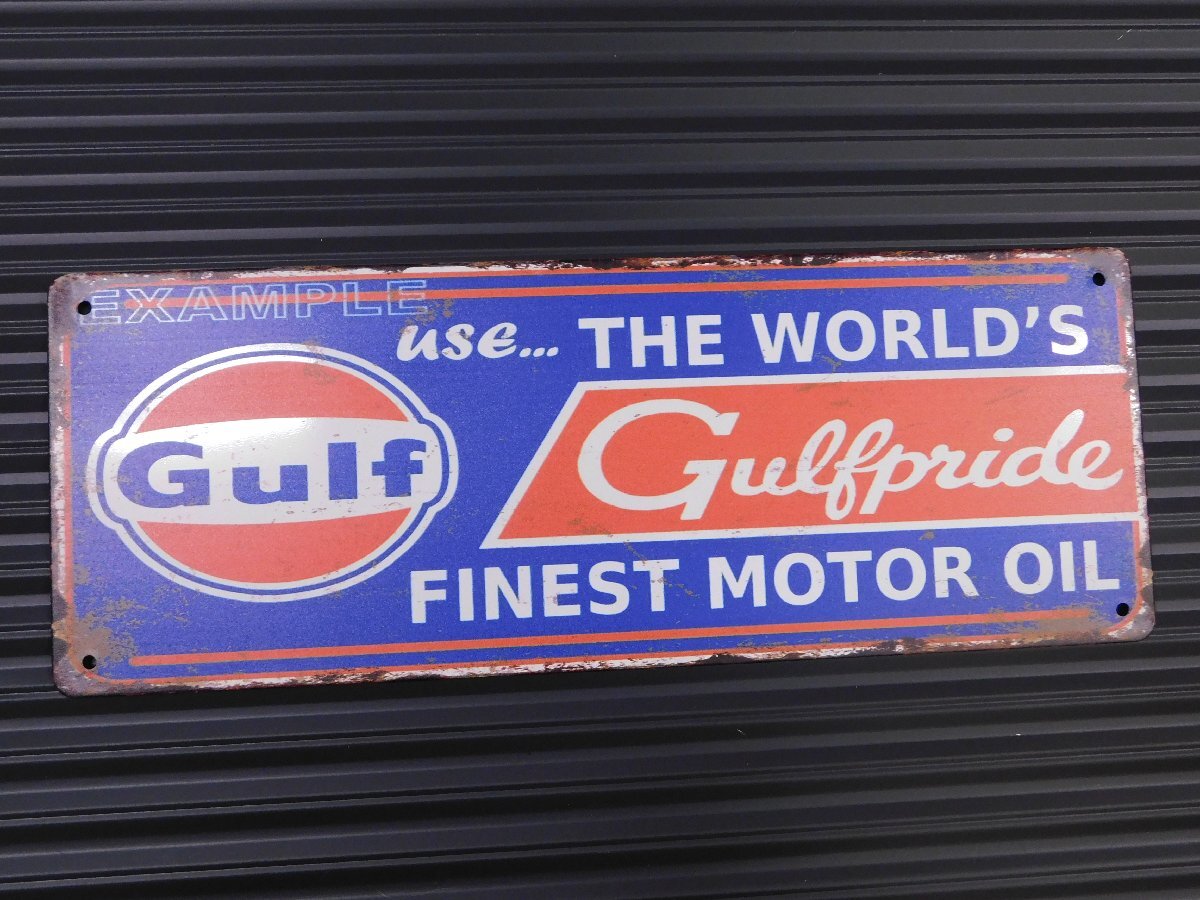 EXAMPLE
Gulf
use...
THE WORLD'S
Gulfpride
FINEST MOTOR OIL